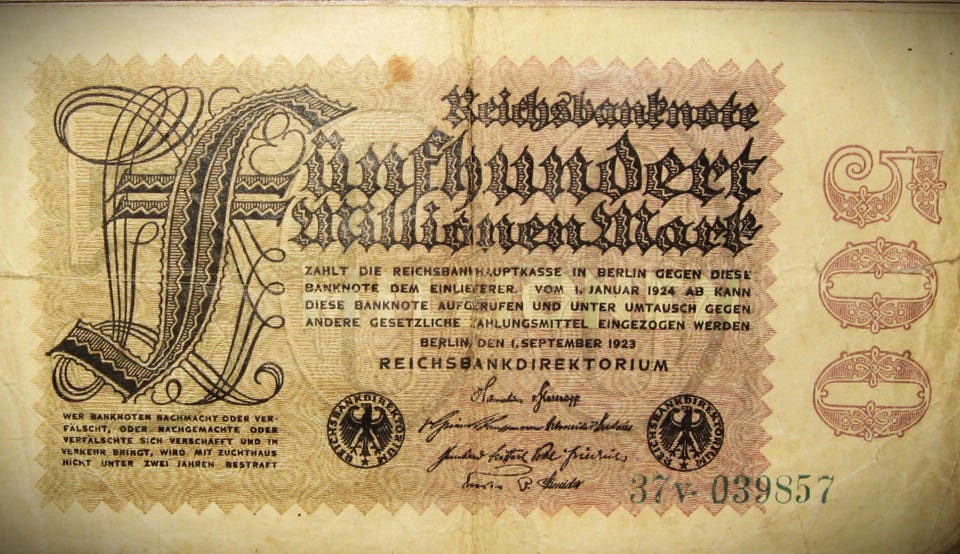 Reichsbanknote
Fünfhundert
Millionen Mark
ZAHLT DIE REICHSBANKHAUPTKASSE IN BERLIN GEGEN DIESE
BANKNOTE DEM EINLIEFERER. VOM 1. JANUAR 1924 AB KANN
DIESE BANKNOTE AUFGERUFEN UND UNTER UMTAUSCH GEGEN
ANDERE GESETZLICHE ZAHLUNGSMITTEL EINGEZOGEN WERDEN
BERLIN, DEN 1. SEPTEMBER 1923
REICHSBANKDIREKTORIUM
WER BANKNOTEN NACHMACHT ODER VER-
FÄLSCHT, ODER NACHGEMACHTE ODER
VERFÄLSCHTE SICH VERSCHAFFT UND IN
VERKEHR BRINGT, WIRD MIT ZUCHTHAUS
NICHT UNTER ZWEI JAHREN BESTRAFT
REICHSBANKDIREKTORIUM
REICHSBANKDIREKTORIUM
37V- 039857
500